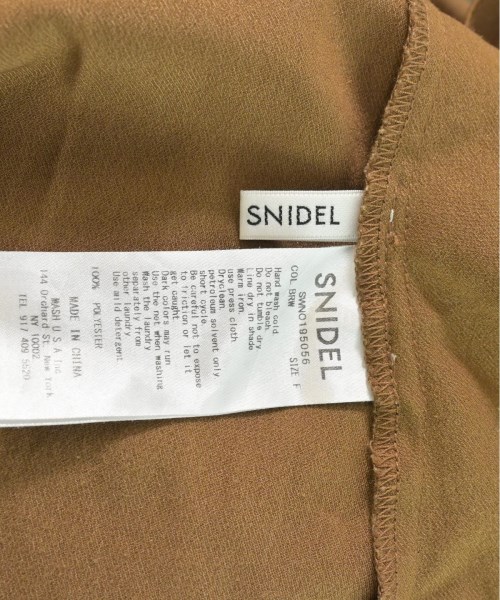 SNIDEL
SNIDEL
SWNO195056
COL.BRW SIZE F
Hand wash cold
Do not bleach
Do not tumble dry
Line dry in shade
Warm iron.
use press cloth
Dryclean.
petroleum solvent only
short cycle
Be careful not to expose
to friction or let it
get caught
Dark colors may run
Use the net when washing
Wash the laundry
separately from
other laundry
Use mild detergent
100% POLYESTER
MADE IN CHINA
MASH U S A Inc
144 Orchard St. New York
NY 10002
TEL 917 409 3520